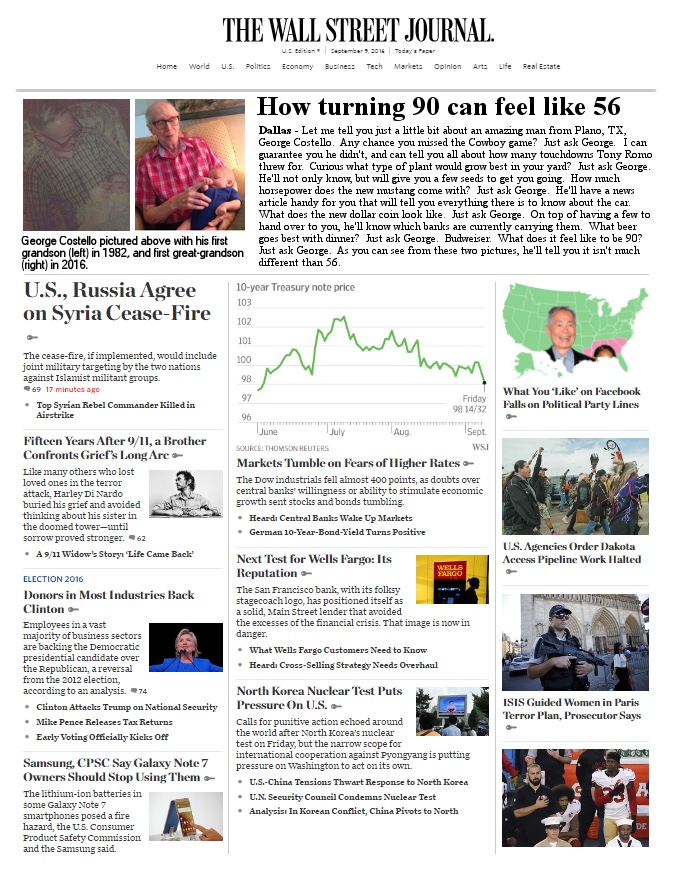 THE WALL STREET JOURNAL.
U.S. Edition | September 9, 2016 | Today's Paper
Home World U.S. Politics Economy Business Tech Markets Opinion Arts Life Real Estate
How turning 90 can feel like 56
Dallas - Let me tell you just a little bit about an amazing man from Plano, TX,
George Costello. Any chance you missed the Cowboy game? Just ask George. I can
guarantee you he didn't, and can tell you all about how many touchdowns Tony Romo
threw for. Curious what type of plant would grow best in your yard? Just ask George.
He'll not only know, but will give you a few seeds to get you going. How much
horsepower does the new mustang come with? Just ask George. He'll have a news
article handy for you that will tell you everything there is to know about the car.
What does the new dollar coin look like. Just ask George. On top of having a few to
hand over to you, he'll know which banks are currently carrying them. What beer
goes best with dinner? Just ask George. Budweiser. What does it feel like to be 90?
Just ask George. As you can see from these two pictures, he'll tell you it isn't much
different than 56.
George Costello pictured above with his first
grandson (left) in 1982, and first great-grandson
(right) in 2016.
U.S., Russia Agree
on Syria Cease-Fire
The cease-fire, if implemented, would include
joint military targeting by the two nations
against Islamist militant groups.
69 17 minutes ago
• Top Syrian Rebel Commander Killed in
Airstrike
Fifteen Years After 9/11, a Brother
Confronts Grief's Long Arc
Like many others who lost
loved ones in the terror
attack, Harley Di Nardo
buried his grief and avoided
thinking about his sister in
the doomed tower—until
sorrow proved stronger. 62
• A 9/11 Widow's Story: 'Life Came Back'
ELECTION 2016
Donors in Most Industries Back
Clinton
Employees in a vast
majority of business sectors
are backing the Democratic
presidential candidate over
the Republican, a reversal
from the 2012 election,
according to an analysis. 74
• Clinton Attacks Trump on National Security
• Mike Pence Releases Tax Returns
• Early Voting Officially Kicks Off
Samsung, CPSC Say Galaxy Note 7
Owners Should Stop Using Them
The lithium-ion batteries in
some Galaxy Note 7
smartphones posed a fire
hazard, the U.S. Consumer
Product Safety Commission
and the Samsung said.
10-year Treasury note price
103
102
101
100
99
98
97
96
Friday
98 14/32
June July Aug. Sept.
SOURCE: THOMSON REUTERS WSJ
Markets Tumble on Fears of Higher Rates
The Dow industrials fell almost 400 points, as doubts over
central banks' willingness or ability to stimulate economic
growth sent stocks and bonds tumbling.
• Heard: Central Banks Wake Up Markets
• German 10-Year-Bond-Yield Turns Positive
Next Test for Wells Fargo: Its
Reputation
The San Francisco bank, with its folksy
stagecoach logo, has positioned itself as
a solid, Main Street lender that avoided
the excesses of the financial crisis. That image is now in
danger.
WELLS
FARGO
• What Wells Fargo Customers Need to Know
• Heard: Cross-Selling Strategy Needs Overhaul
North Korea Nuclear Test Puts
Pressure On U.S.
Calls for punitive action echoed around
the world after North Korea's nuclear
test on Friday, but the narrow scope for
international cooperation against Pyongyang is putting
pressure on Washington to act on its own.
• U.S.-China Tensions Thwart Response to North Korea
• U.N. Security Council Condemns Nuclear Test
• Analysis: In Korean Conflict, China Pivots to North
What You 'Like' on Facebook
Falls on Political Party Lines
U.S. Agencies Order Dakota
Access Pipeline Work Halted
ISIS Guided Women in Paris
Terror Plan, Prosecutor Says